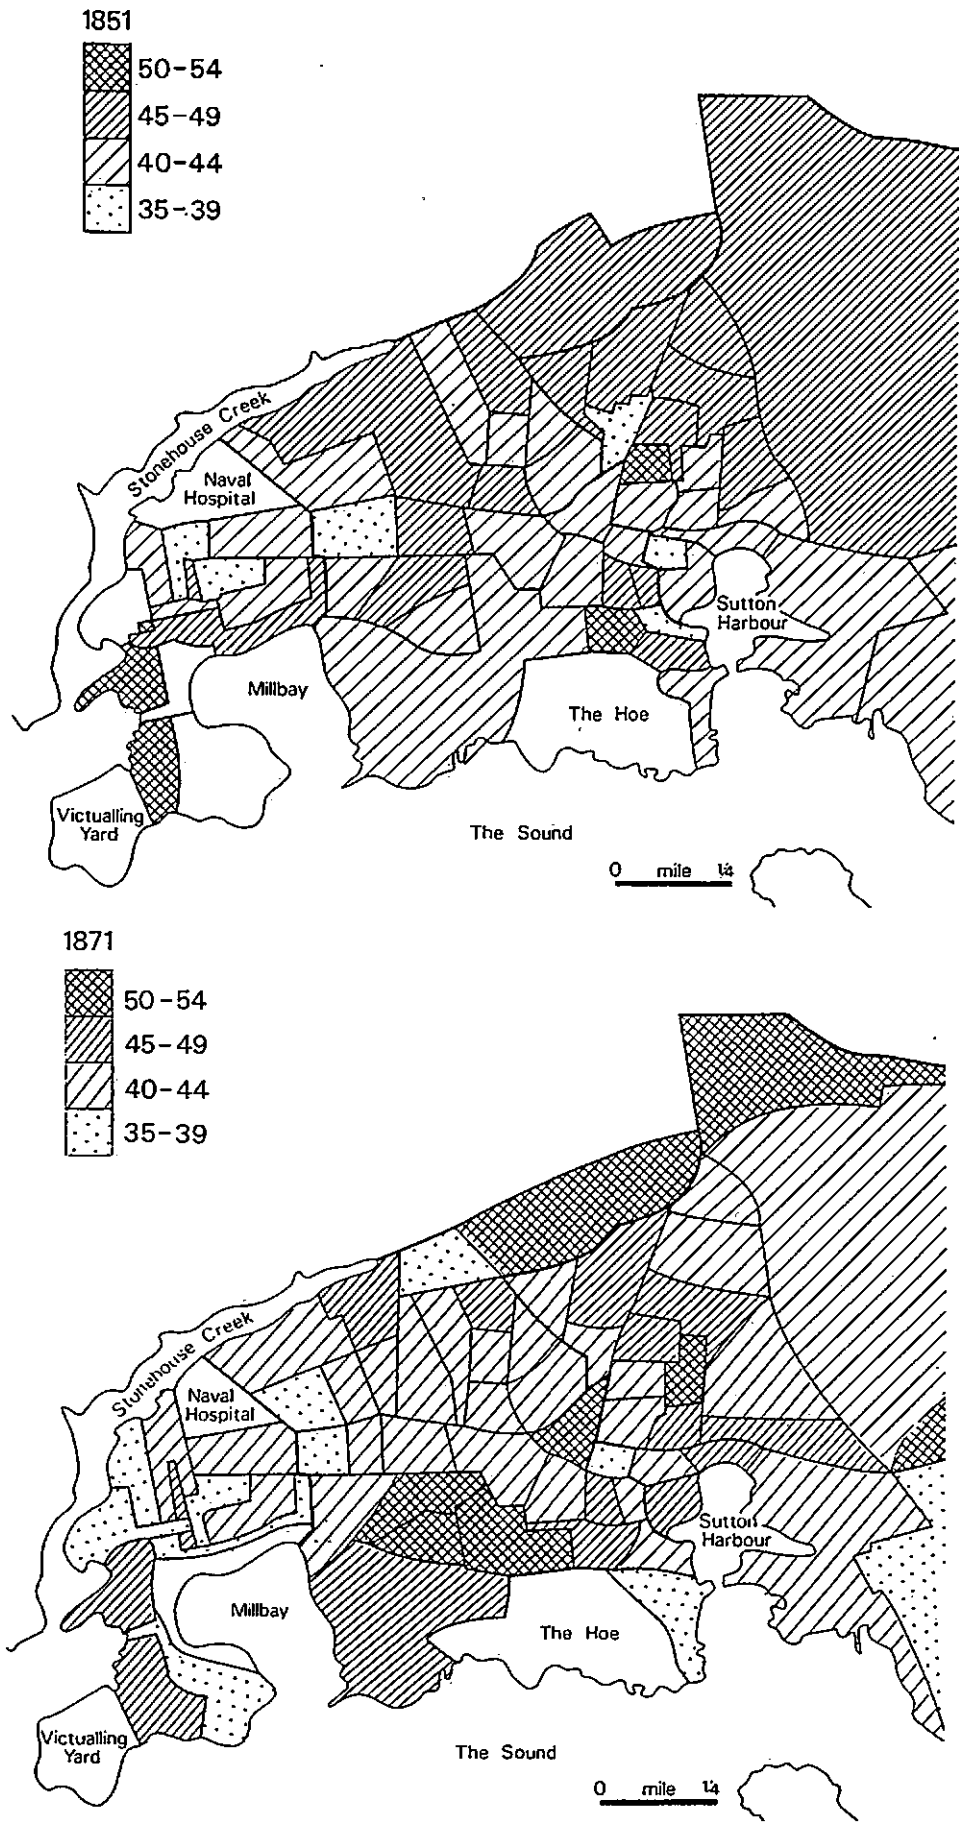 1851
50-54
45-49
40-44
35-39
Stonehouse Creek
Naval
Hospital
Sutton
Harbour
Millbay
The Hoe
Victualling
Yard
The Sound
0 mile 1/4
1871
50-54
45-49
40-44
35-39
Stonehouse Creek
Naval
Hospital
Sutton
Harbour
Millbay
The Hoe
Victualling
Yard
The Sound
0 mile 1/4